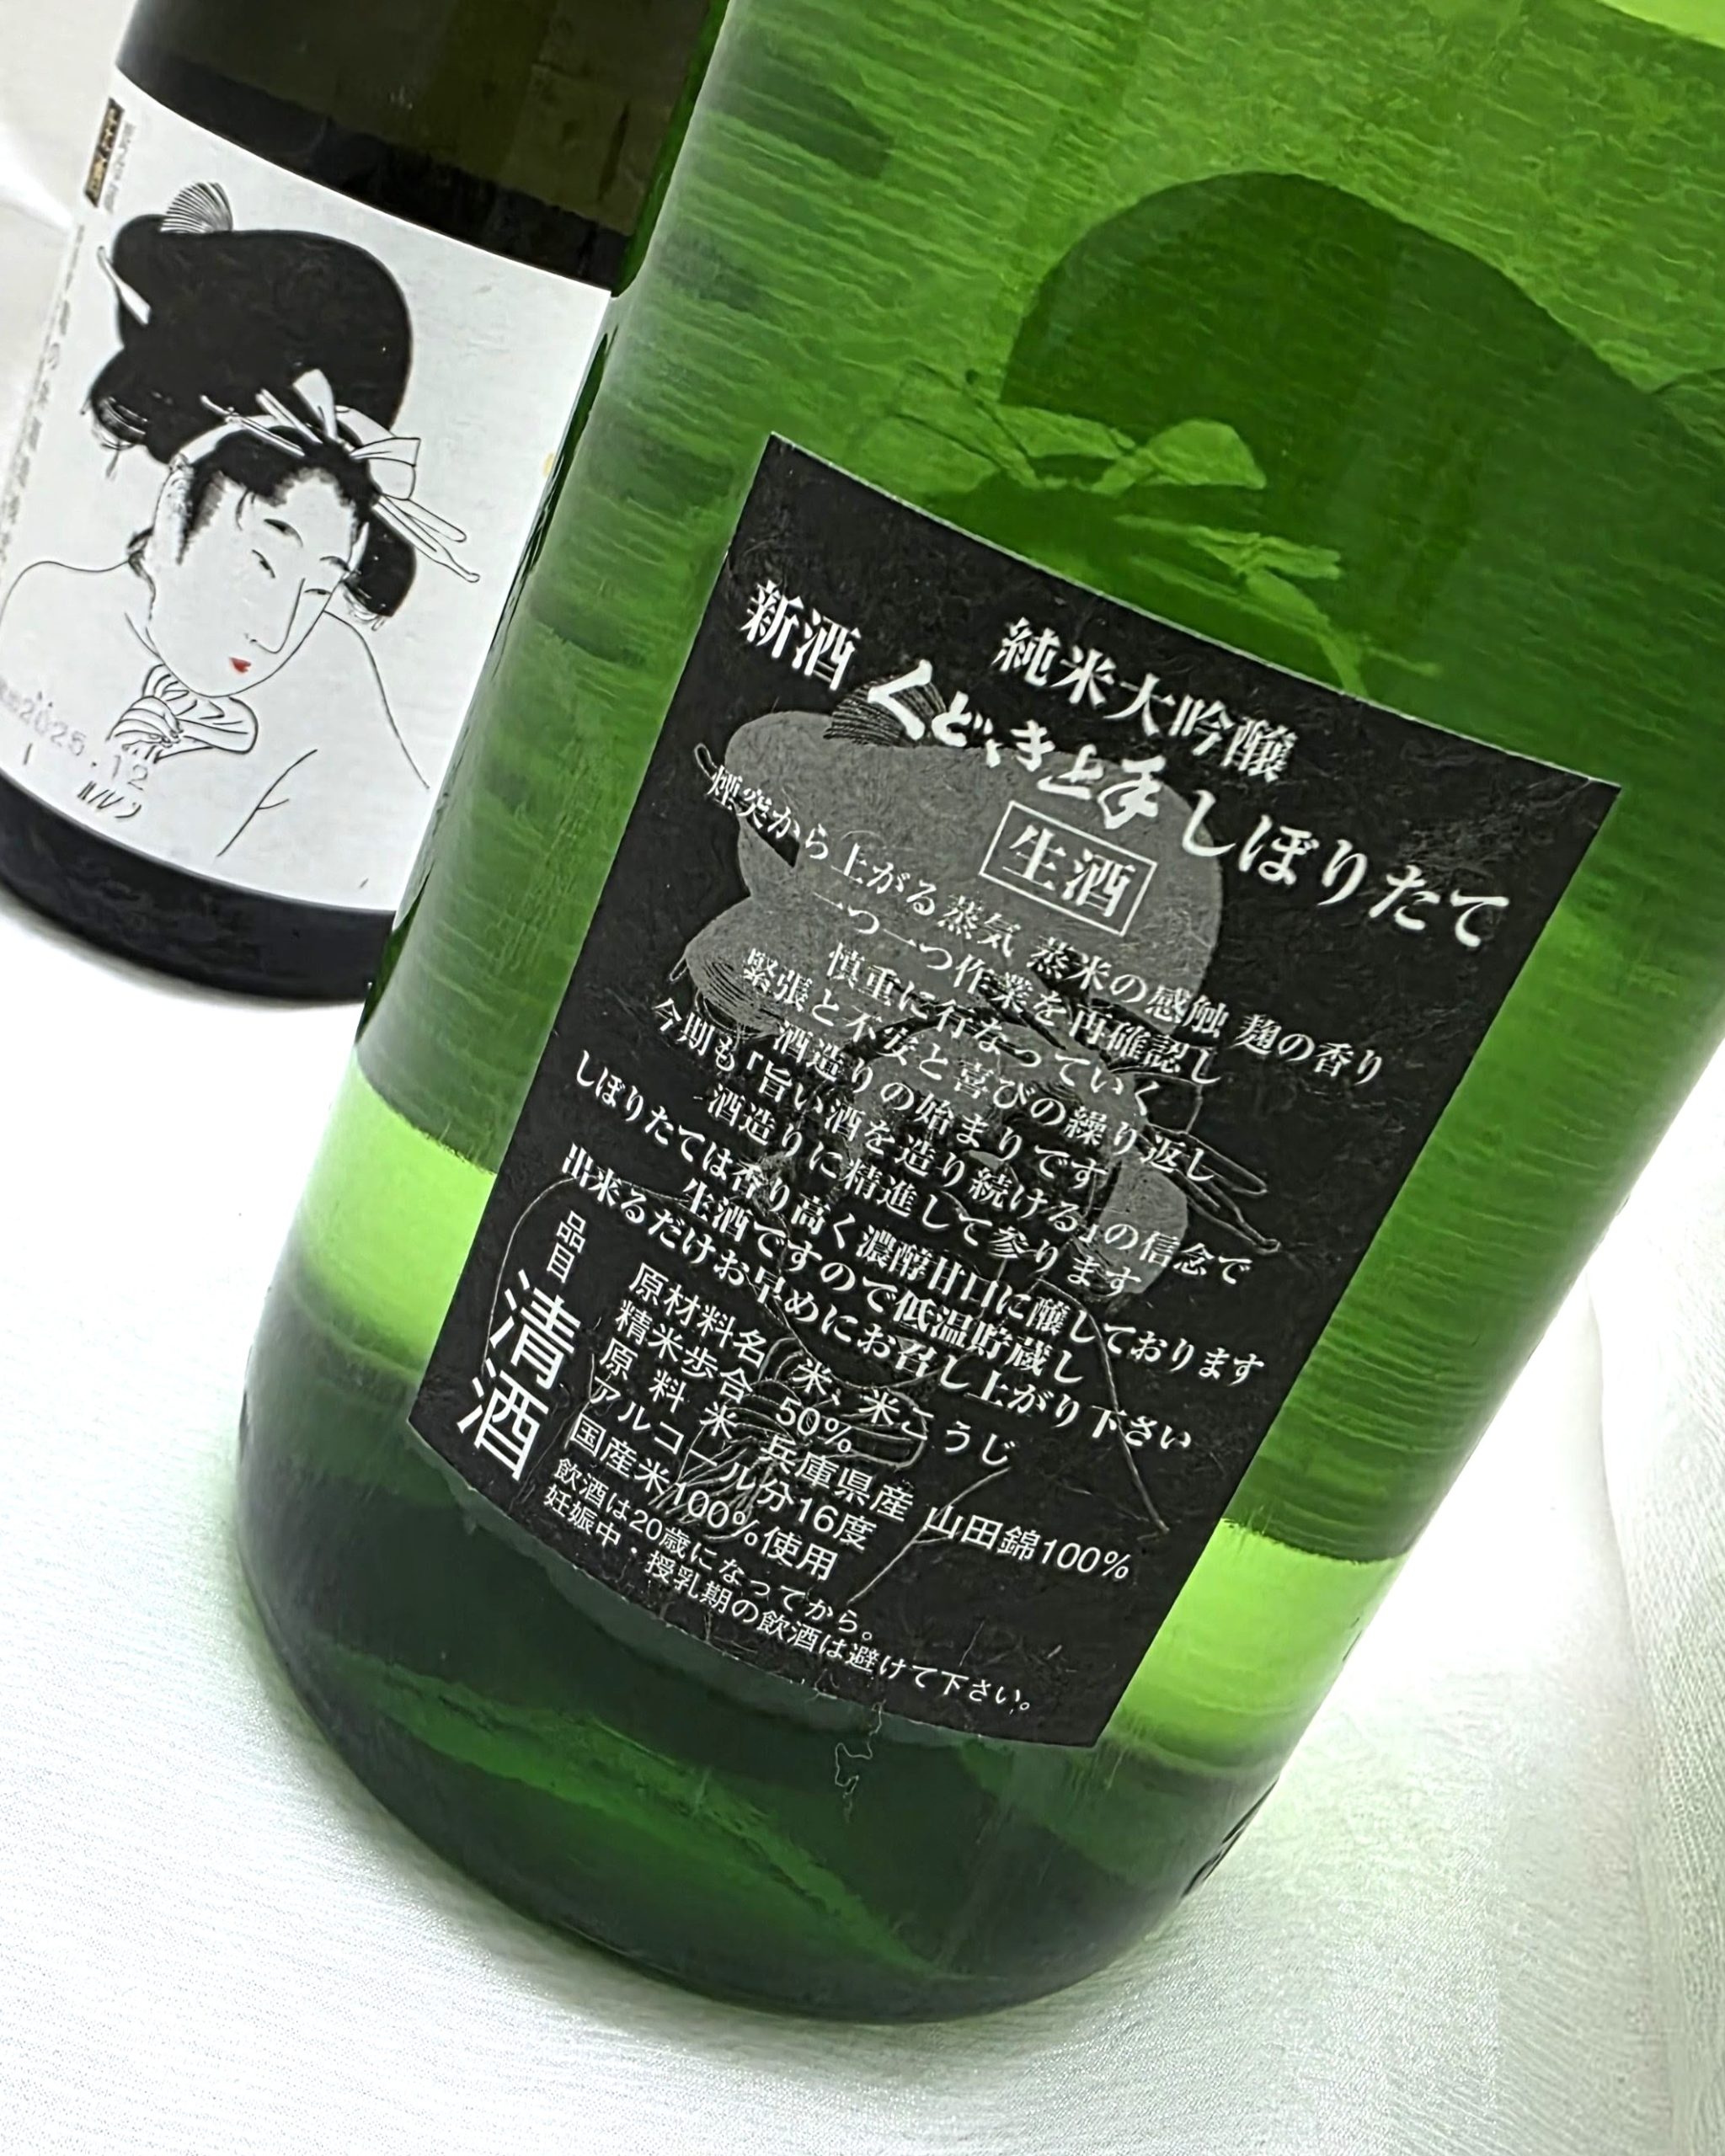 2025.12
純米大吟醸
新酒 くどき上手 しぼりたて
生酒
煙突から上がる蒸気 蒸米の感触 麹の香り
一つ一つ作業を再確認し
慎重に行なっていく
緊張と不安と喜びの繰り返し
酒造りの始まりです
今期も「旨い酒を造り続ける」の信念で
酒造りに精進して参ります
しぼりたては香り高く濃醇甘口に醸しております
生酒ですので低温貯蔵し
出来るだけお早めにお召し上がり下さい
品目 清酒
原材料名 米、米こうじ
精米歩合 50%
原料米 兵庫県産 山田錦100%
アルコール分16度
国産米100%使用
飲酒は20歳になってから。
妊娠中・授乳期の飲酒は避けて下さい。